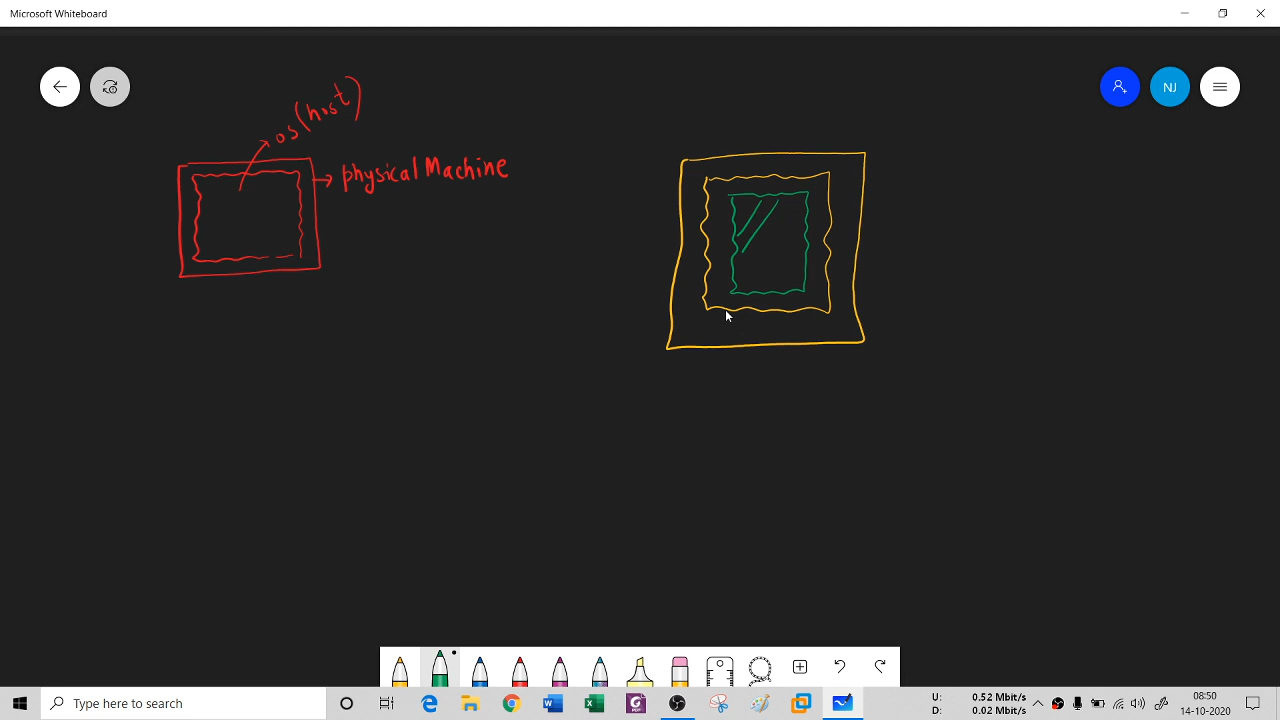 Microsoft Whiteboard
NJ
os (host)
physical Machine
Type here to search
U: 0.52 Mbit/s
D: 0.02 Mbit/s
08:50
14-10-2020